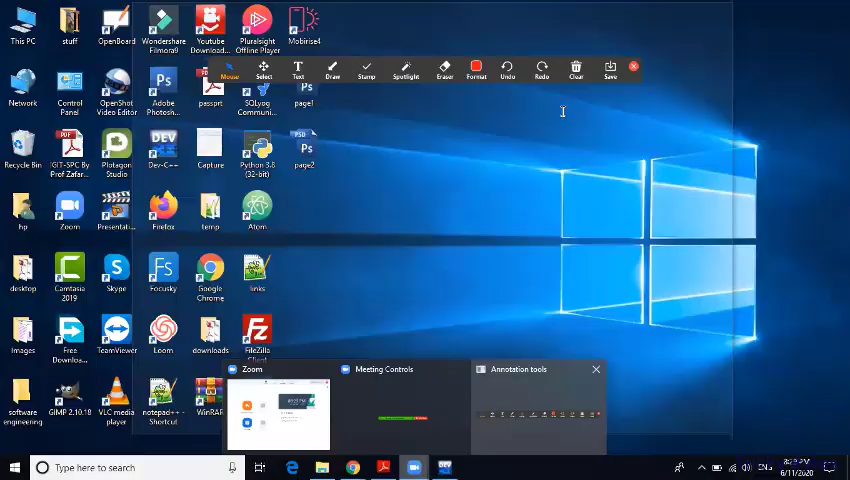 This PC
stuff
OpenBoard
Wondershare
Filmora9
Youtube
Download...
Pluralsight
Offline Player
Mobirise4
Mouse
Select
Text
Draw
Stamp
Spotlight
Eraser
Format
Undo
Redo
Clear
Save
Network
Control
Panel
OpenShot
Video Editor
Adobe
Photosh...
passprt
SQLyog
Communi...
page1
Recycle Bin
!GIT-SPC By
Prof Zafar...
Plotagon
Studio
Dev-C++
Capture
Python 3.8
(32-bit)
page2
hp
Zoom
Presentati...
Firefox
temp
Atom
desktop
Camtasia
2019
Skype
Focusky
Google
Chrome
links
Images
Free
Downloa...
TeamViewer
Loom
downloads
FileZilla
Client
software
engineering
GIMP 2.10.18
VLC media
player
notepad++ -
Shortcut
WinRAR
Zoom
Meeting Controls
Annotation tools
Type here to search
ENG
6/11/2020